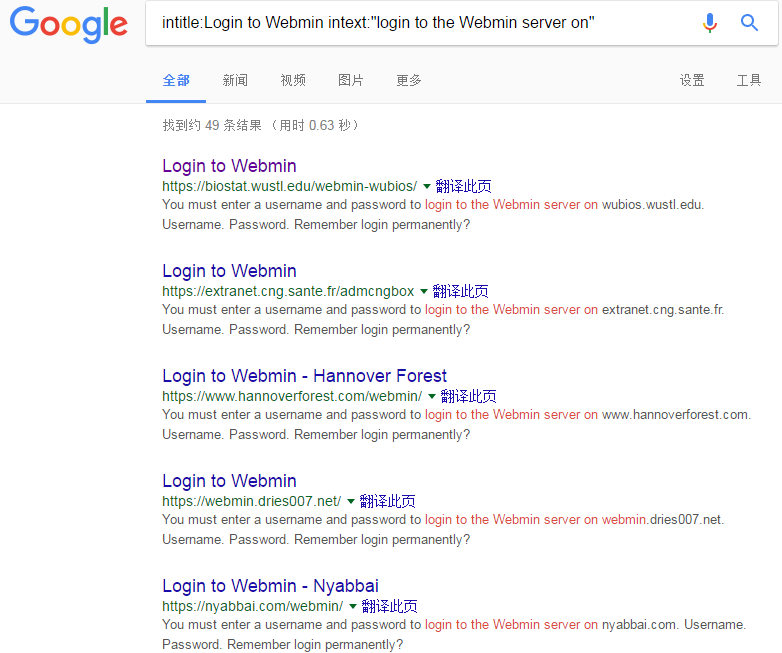 Google
intitle:Login to Webmin intext:"login to the Webmin server on"
全部 新闻 视频 图片 更多 设置 工具
找到约 49 条结果 （用时 0.63 秒）
Login to Webmin
https://biostat.wustl.edu/webmin-wubios/ 翻译此页
You must enter a username and password to login to the Webmin server on wubios.wustl.edu.
Username. Password. Remember login permanently?
Login to Webmin
https://extranet.cng.sante.fr/admcngbox 翻译此页
You must enter a username and password to login to the Webmin server on extranet.cng.sante.fr.
Username. Password. Remember login permanently?
Login to Webmin - Hannover Forest
https://www.hannoverforest.com/webmin/ 翻译此页
You must enter a username and password to login to the Webmin server on www.hannoverforest.com.
Username. Password. Remember login permanently?
Login to Webmin
https://webmin.dries007.net/ 翻译此页
You must enter a username and password to login to the Webmin server on webmin.dries007.net.
Username. Password. Remember login permanently?
Login to Webmin - Nyabbai
https://nyabbai.com/webmin/ 翻译此页
You must enter a username and password to login to the Webmin server on nyabbai.com. Username.
Password. Remember login permanently?